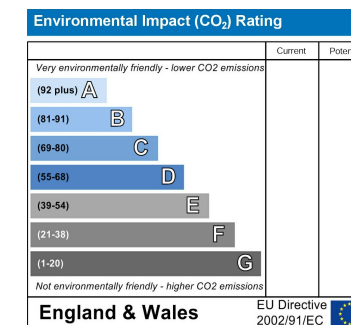 Environmental Impact (CO₂) Rating
Current Poten
Very environmentally friendly - lower CO2 emissions
(92 plus) A
(81-91) B
(69-80) C
(55-68) D
(39-54) E
(21-38) F
(1-20) G
Not environmentally friendly - higher CO2 emissions
England & Wales
EU Directive
2002/91/EC